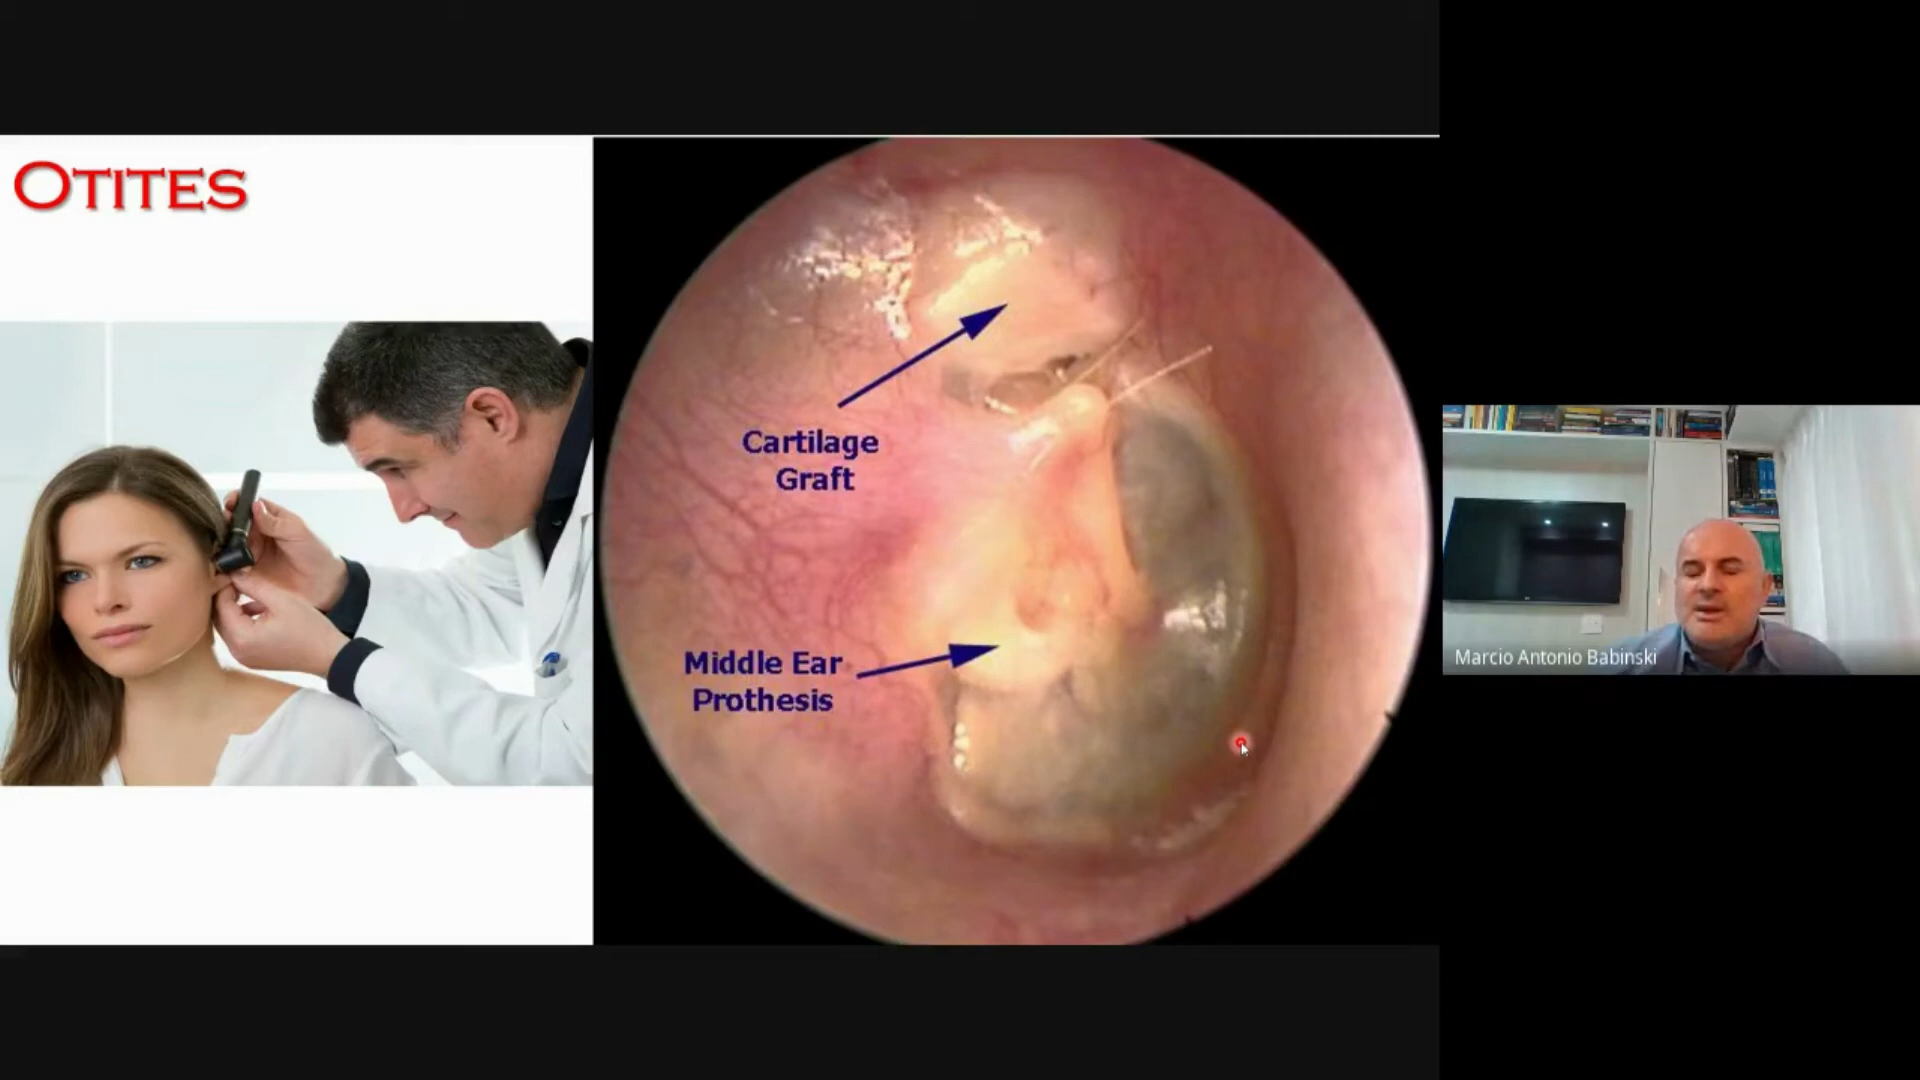 OTITES
Cartilage
Graft
Middle Ear
Prothesis
Marcio Antonio Babinski